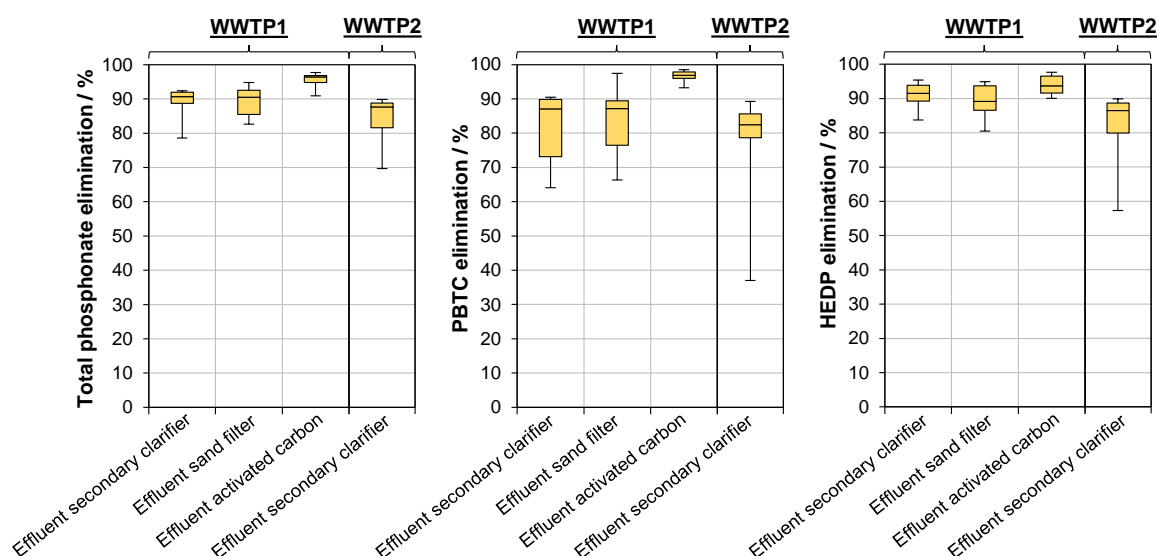 WWTP1 WWTP2
Total phosphonate elimination / %
100
90
80
70
60
50
40
30
20
10
0
Effluent secondary clarifier
Effluent sand filter
Effluent activated carbon
Effluent secondary clarifier
WWTP1 WWTP2
PBTC elimination / %
100
90
80
70
90
50
40
30
20
10
0
Effluent secondary clarifier
Effluent sand filter
Effluent activated carbon
Effluent secondary clarifier
WWTP1 WWTP2
HEDP elimination / %
100
90
80
70
90
50
40
30
20
10
0
Effluent secondary clarifier
Effluent sand filter
Effluent activated carbon
Effluent secondary clarifier